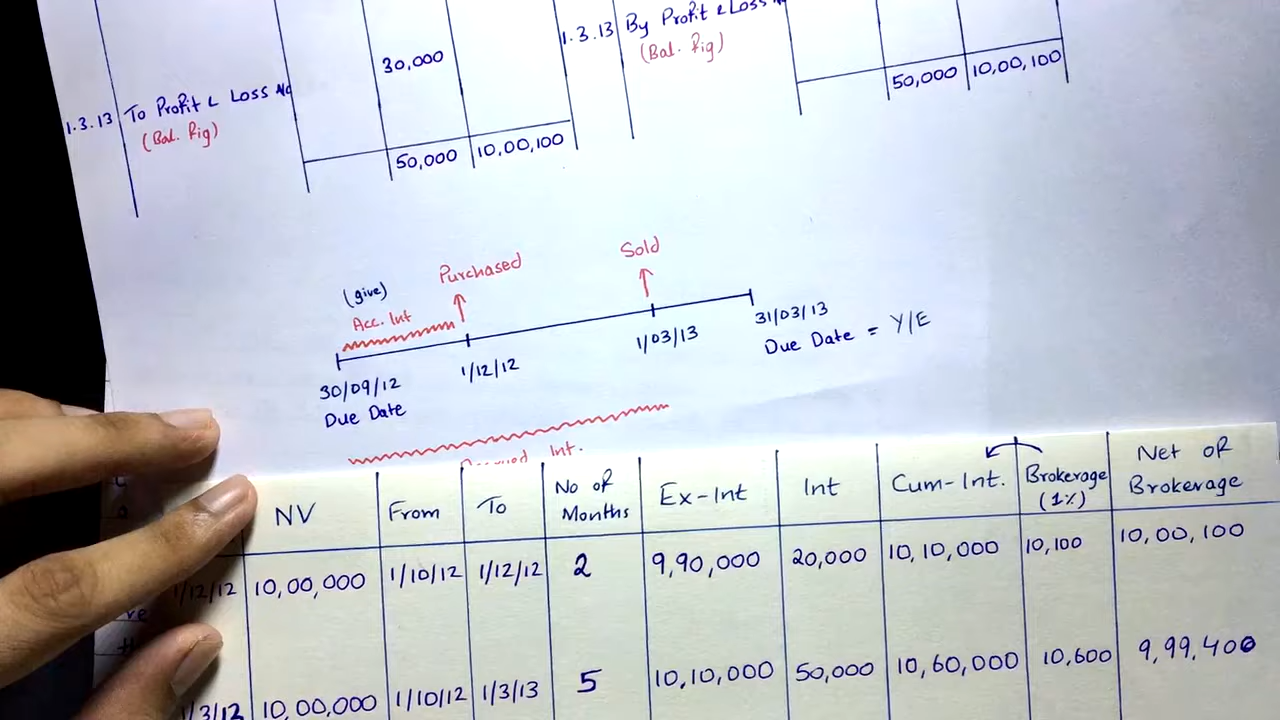 30,000
1.3.13 To Profit & Loss A/c
(Bal. fig)
50,000 10,00,100
1.3.13 By Profit & Loss
(Bal. fig)
50,000 10,00,100
Sold
Purchased
(give)
Acc. Int
30/09/12
Due Date
1/12/12
1/03/13
31/03/13
Due Date = Y/E
Int.
NV From To No of Months Ex-Int Int Cum-Int. Brokerage (1%) Net of Brokerage
1/12/12 10,00,000 1/10/12 1/12/12 2 9,90,000 20,000 10,10,000 10,100 10,00,100
1/3/12 10,00,000 1/10/12 1/3/13 5 10,10,000 50,000 10,60,000 10,600 9,99,400